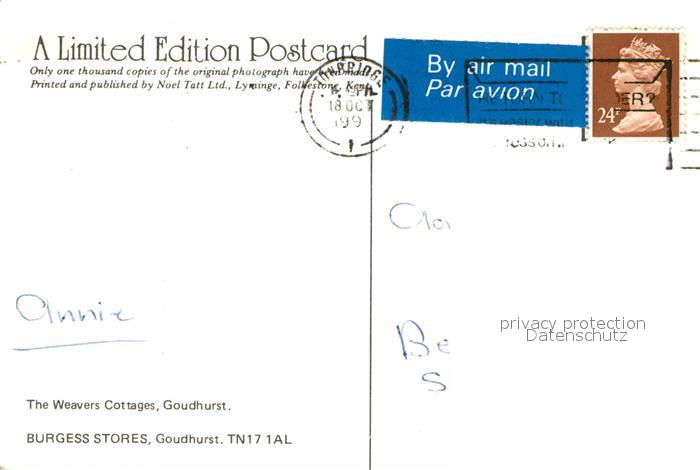 A Limited Edition Postcard
Only one thousand copies of the original photograph have been made
Printed and published by Noel Tatt Ltd., Lyminge, Folkestone, Kent.
TONBRIDGE
18 OCT
By air mail
Par avion
24P
Annie
privacy protection
Datenschutz
The Weavers Cottages, Goudhurst.
BURGESS STORES, Goudhurst. TN17 1AL